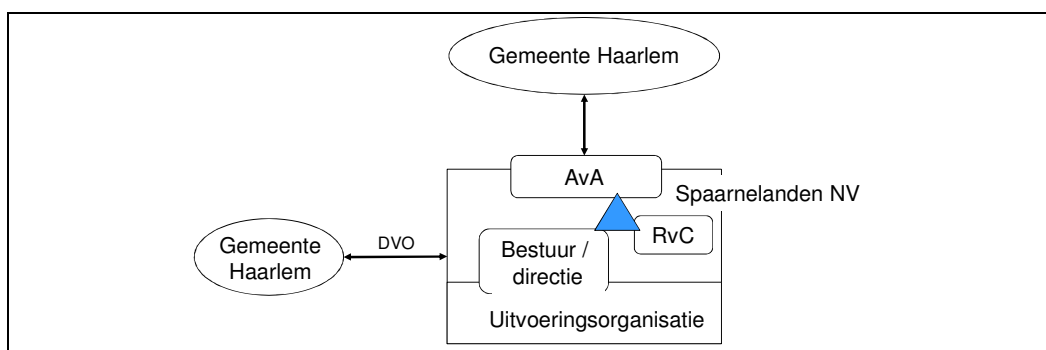 Gemeente Haarlem
AvA
Spaarnelanden NV
RvC
DVO
Gemeente
Haarlem
Bestuur /
directie
Uitvoeringsorganisatie